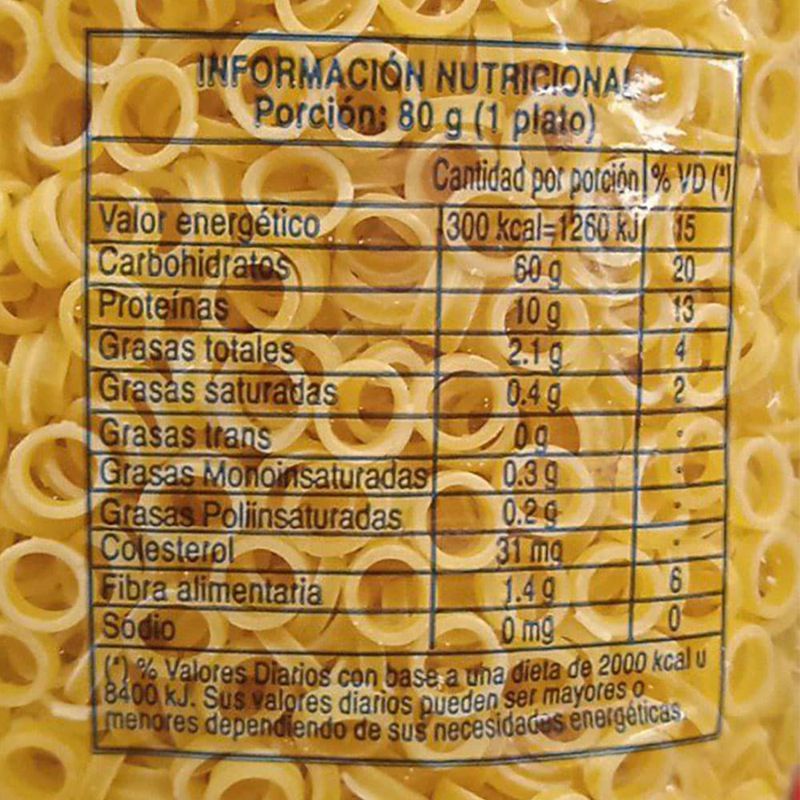 INFORMACIÓN NUTRICIONAL
Porción: 80 g (1 plato)
Cantidad por porción % VD (*)
Valor energético 300 kcal=1260 kJ 15
Carbohidratos 60 g 20
Proteínas 10 g 13
Grasas totales 2.1 g 4
Grasas saturadas 0.4 g 2
Grasas trans 0 g -
Grasas Monoinsaturadas 0.3 g -
Grasas Poliinsaturadas 0.2 g -
Colesterol 31 mg -
Fibra alimentaria 1.4 g 6
Sodio 0 mg 0
(*) % Valores Diarios con base a una dieta de 2000 kcal u
8400 kJ. Sus valores diarios pueden ser mayores o
menores dependiendo de sus necesidades energéticas.